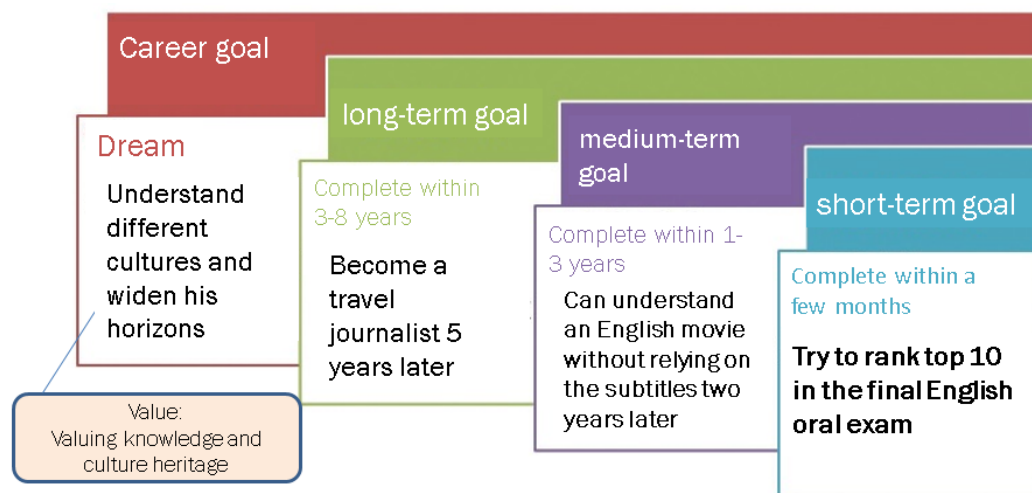 Career goal
Dream
Understand
different
cultures and
widen his
horizons
Value:
Valuing knowledge and
culture heritage
long-term goal
Complete within
3-8 years
Become a
travel
journalist 5
years later
medium-term
goal
Complete within 1-
3 years
Can understand
an English movie
without relying on
the subtitles two
years later
short-term goal
Complete within a
few months
Try to rank top 10
in the final English
oral exam